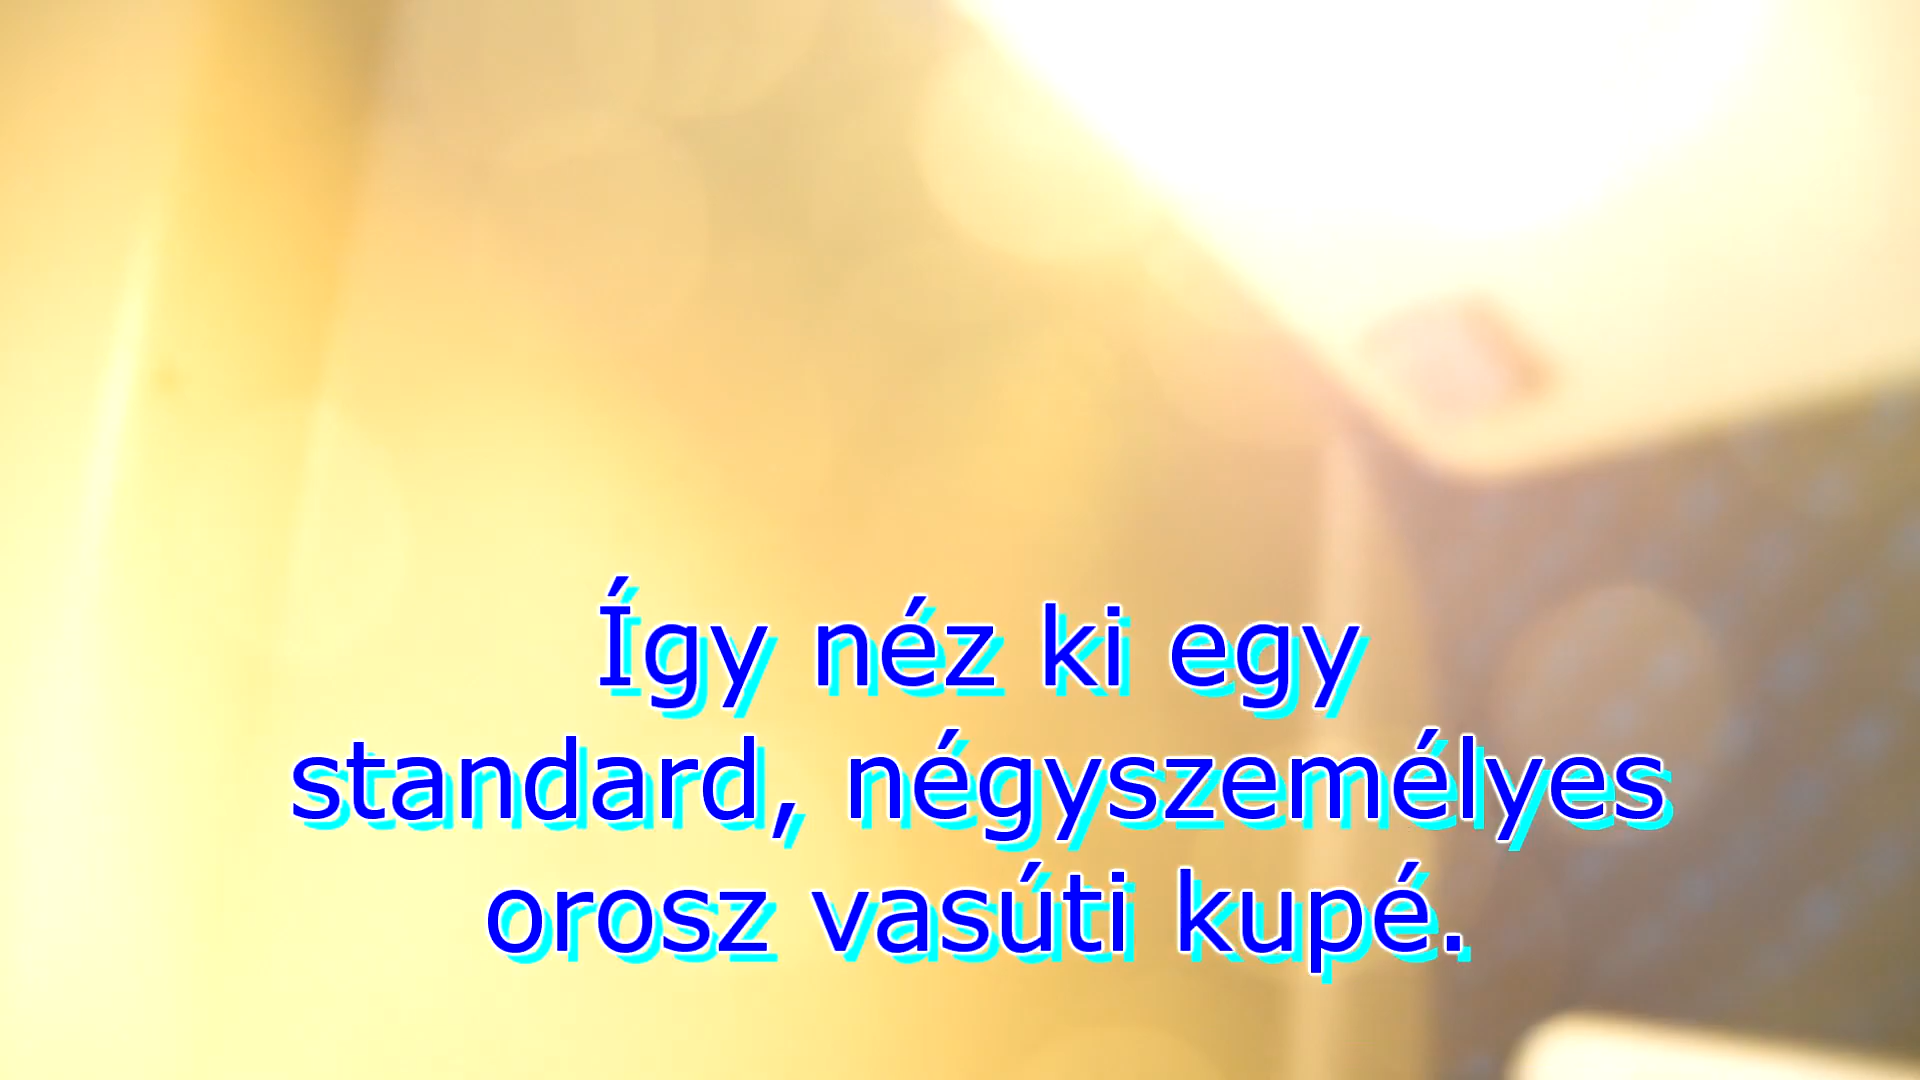 Így néz ki egy
standard, négyszemélyes
orosz vasúti kupé.